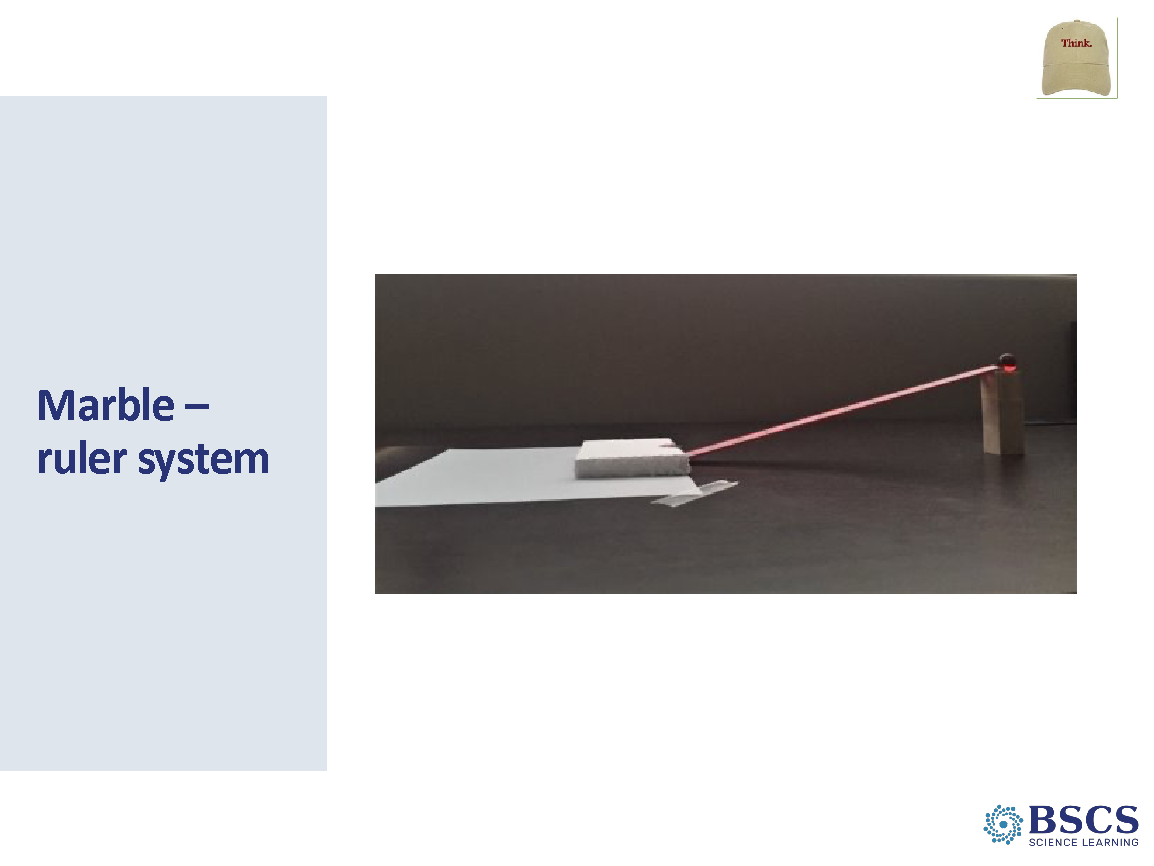 Think.
Marble –
ruler system
BSCS
SCIENCE LEARNING